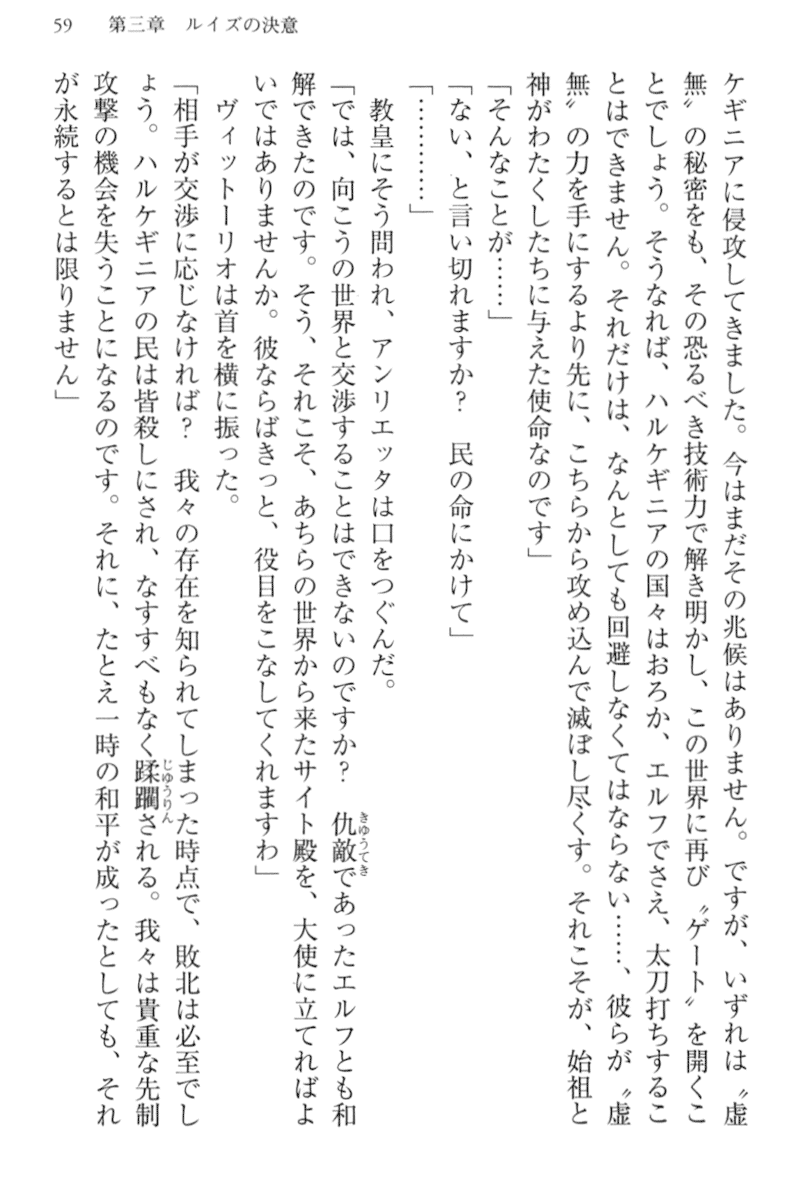 59　第三章　ルイズの決意
ケギニアに侵攻してきました。今はまだその兆候はありません。ですが、いずれは〝虚
無〟の秘密をも、その恐るべき技術力で解き明かし、この世界に再び〝ゲート〟を開くこ
とでしょう。そうなれば、ハルケギニアの国々はおろか、エルフでさえ、太刀打ちするこ
とはできません。それだけは、なんとしても回避しなくてはならない……、彼らが〝虚
無〟の力を手にするより先に、こちらから攻め込んで滅ぼし尽くす。それこそが、始祖と
神がわたくしたちに与えた使命なのです」
「そんなことが……」
「ない、と言い切れますか？　民の命にかけて」
「…………」
　教皇にそう問われ、アンリエッタは口をつぐんだ。
「では、向こうの世界と交渉することはできないのですか？　仇敵であったエルフとも和
解できたのです。そう、それこそ、あちらの世界から来たサイト殿を、大使に立てればよ
いではありませんか。彼ならばきっと、役目をこなしてくれますわ」
　ヴィットーリオは首を横に振った。
「相手が交渉に応じなければ？　我々の存在を知られてしまった時点で、敗北は必至でし
ょう。ハルケギニアの民は皆殺しにされ、なすすべもなく蹂躙される。我々は貴重な先制
攻撃の機会を失うことになるのです。それに、たとえ一時の和平が成ったとしても、それ
が永続するとは限りません」